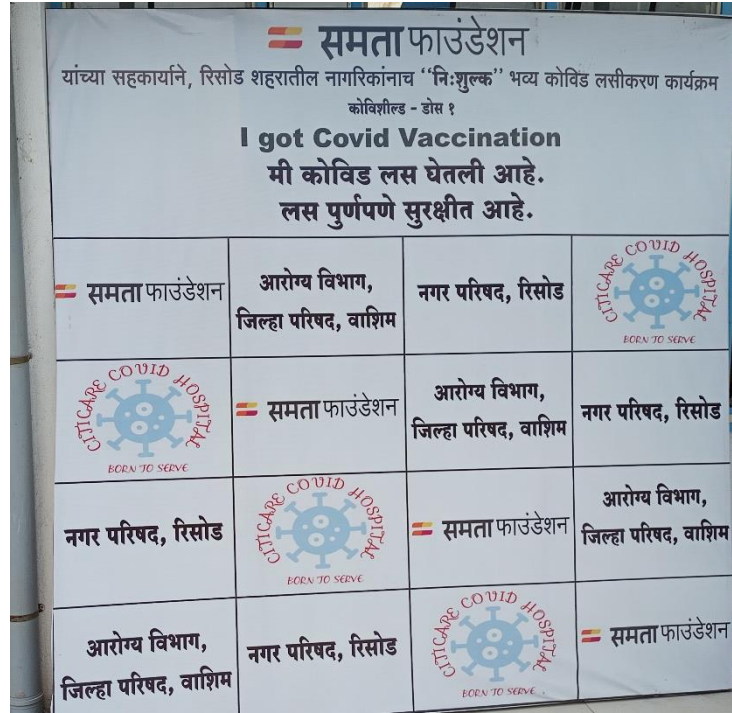 समता फाउंडेशन
यांच्या सहकार्याने, रिसोड शहरातील नागरिकांनाच "निःशुल्क" भव्य कोविड लसीकरण कार्यक्रम
कोविशील्ड - डोस १
I got Covid Vaccination
मी कोविड लस घेतली आहे.
लस पुर्णपणे सुरक्षीत आहे.
समता फाउंडेशन
आरोग्य विभाग,
जिल्हा परिषद, वाशिम
नगर परिषद, रिसोड
CITICARE COVID HOSPITAL
BORN TO SERVE
CITICARE COVID HOSPITAL
BORN TO SERVE
समता फाउंडेशन
आरोग्य विभाग,
जिल्हा परिषद, वाशिम
नगर परिषद, रिसोड
नगर परिषद, रिसोड
CITICARE COVID HOSPITAL
BORN TO SERVE
समता फाउंडेशन
आरोग्य विभाग,
जिल्हा परिषद, वाशिम
आरोग्य विभाग,
जिल्हा परिषद, वाशिम
नगर परिषद, रिसोड
CITICARE COVID HOSPITAL
BORN TO SERVE
समता फाउंडेशन